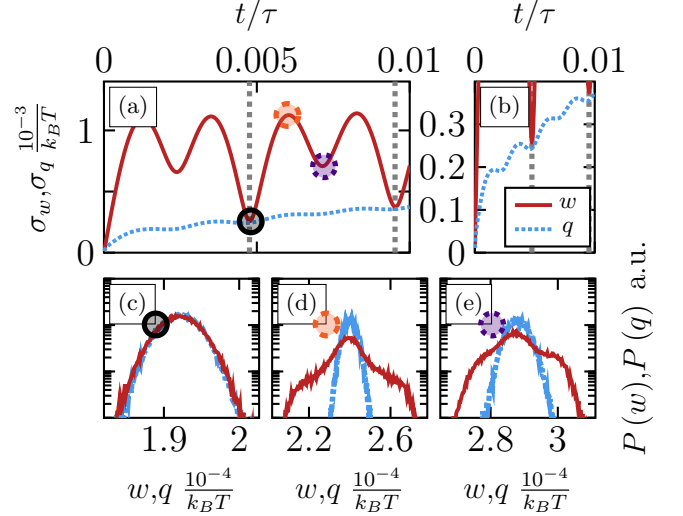 t/τ t/τ
0 0.005 0.01 0 0.01
(a) (b)
σ_w,σ_q 10^{-3}/k_BT
1
0
0.3
0.2
0.1
0
w
q
(c) (d) (e)
P(w),P(q) a.u.
1.9 2 2.2 2.6 2.8 3
w,q 10^{-4}/k_BT w,q 10^{-4}/k_BT w,q 10^{-4}/k_BT